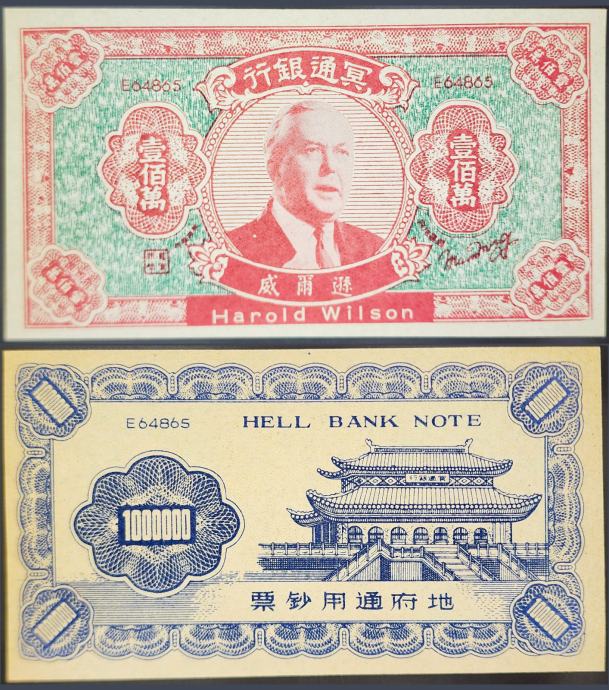 冥通銀行
E64865
E64865
壹佰萬
壹佰萬
威爾遜
Harold Wilson
E64865
HELL BANK NOTE
1000000
地府通用鈔票